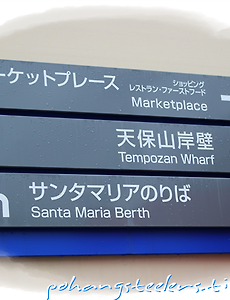 ーケットプレース
ショッピング
レストラン・ファーストフード
Marketplace
天保山岸壁
Tempozan Wharf
サンタマリアのりば
Santa Maria Berth
pohangsteelers.ti